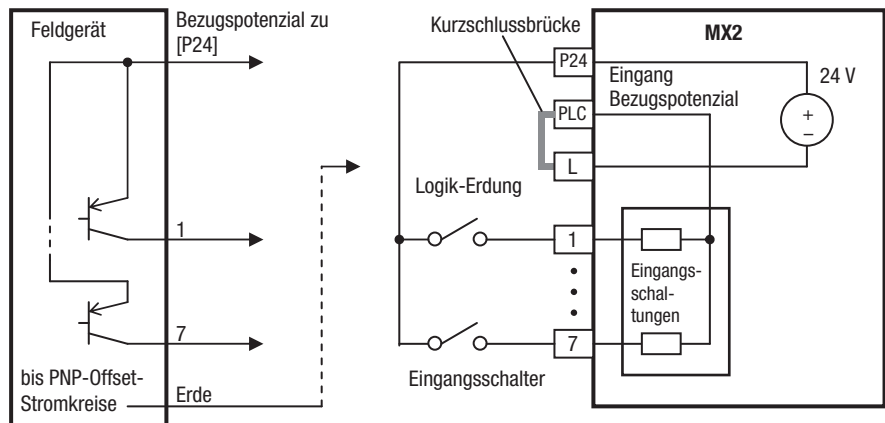 Feldgerät
Bezugspotenzial zu
[P24]
1
7
bis PNP-Offset-
Stromkreise
Erde
Kurzschlussbrücke
MX2
P24
Eingang
Bezugspotenzial
24 V
+
–
PLC
L
Logik-Erdung
1
Eingangs-
schal-
tungen
7
Eingangsschalter